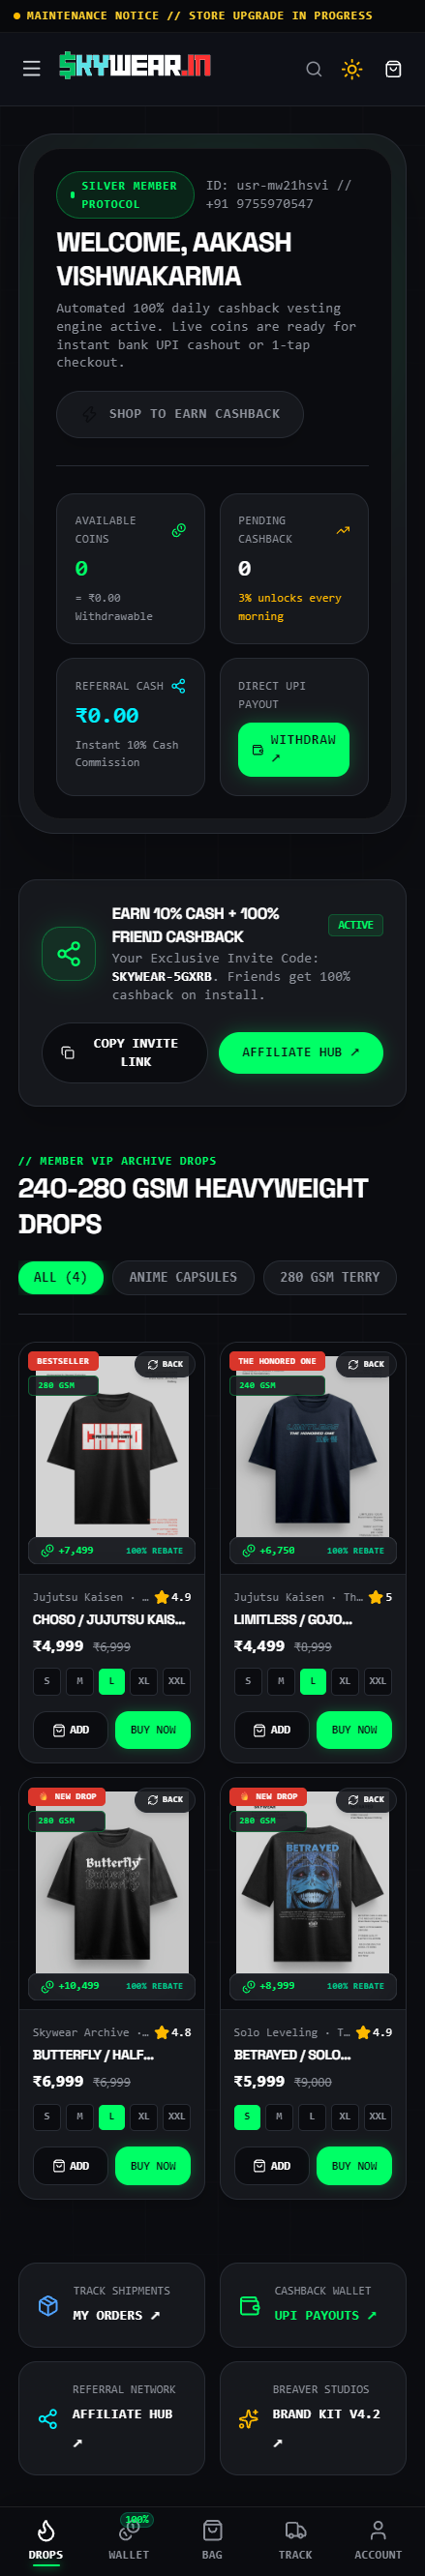 MAINTENANCE NOTICE // STORE UPGRADE IN PROGRESS
$KYWEAR.IN
SILVER MEMBER PROTOCOL
ID: usr-mw21hsvi // +91 9755970547
WELCOME, AAKASH
VISHWAKARMA
Automated 100% daily cashback vesting
engine active. Live coins are ready for
instant bank UPI cashout or 1-tap
checkout.
SHOP TO EARN CASHBACK
AVAILABLE COINS
0
= ₹0.00 Withdrawable
PENDING CASHBACK
0
3% unlocks every morning
REFERRAL CASH
₹0.00
Instant 10% Cash Commission
DIRECT UPI PAYOUT
WITHDRAW ↗
EARN 10% CASH + 100%
FRIEND CASHBACK
ACTIVE
Your Exclusive Invite Code:
SKYWEAR-5GXRB. Friends get 100%
cashback on install.
COPY INVITE LINK
AFFILIATE HUB ↗
// MEMBER VIP ARCHIVE DROPS
240-280 GSM HEAVYWEIGHT
DROPS
ALL (4)
ANIME CAPSULES
280 GSM TERRY
BESTSELLER
BACK
280 GSM
CHOSO
+7,499
100% REBATE
Jujutsu Kaisen · …
4.9
CHOSO / JUJUTSU KAIS…
₹4,999 ₹6,999
S M L XL XXL
ADD
BUY NOW
THE HONORED ONE
BACK
240 GSM
LIMITLESS
THE HONORED ONE
+6,750
100% REBATE
Jujutsu Kaisen · Th…
5
LIMITLESS / GOJO…
₹4,499 ₹8,999
S M L XL XXL
ADD
BUY NOW
🔥 NEW DROP
BACK
280 GSM
Butterfly
Butterfly
Butterfly
+10,499
100% REBATE
Skywear Archive ·…
4.8
BUTTERFLY / HALF…
₹6,999 ₹6,999
S M L XL XXL
ADD
BUY NOW
🔥 NEW DROP
BACK
280 GSM
BETRAYED
+8,999
100% REBATE
Solo Leveling · T…
4.9
BETRAYED / SOLO…
₹5,999 ₹9,000
S M L XL XXL
ADD
BUY NOW
TRACK SHIPMENTS
MY ORDERS ↗
CASHBACK WALLET
UPI PAYOUTS ↗
REFERRAL NETWORK
AFFILIATE HUB ↗
BREAVER STUDIOS
BRAND KIT V4.2 ↗
100%
DROPS
WALLET
BAG
TRACK
ACCOUNT